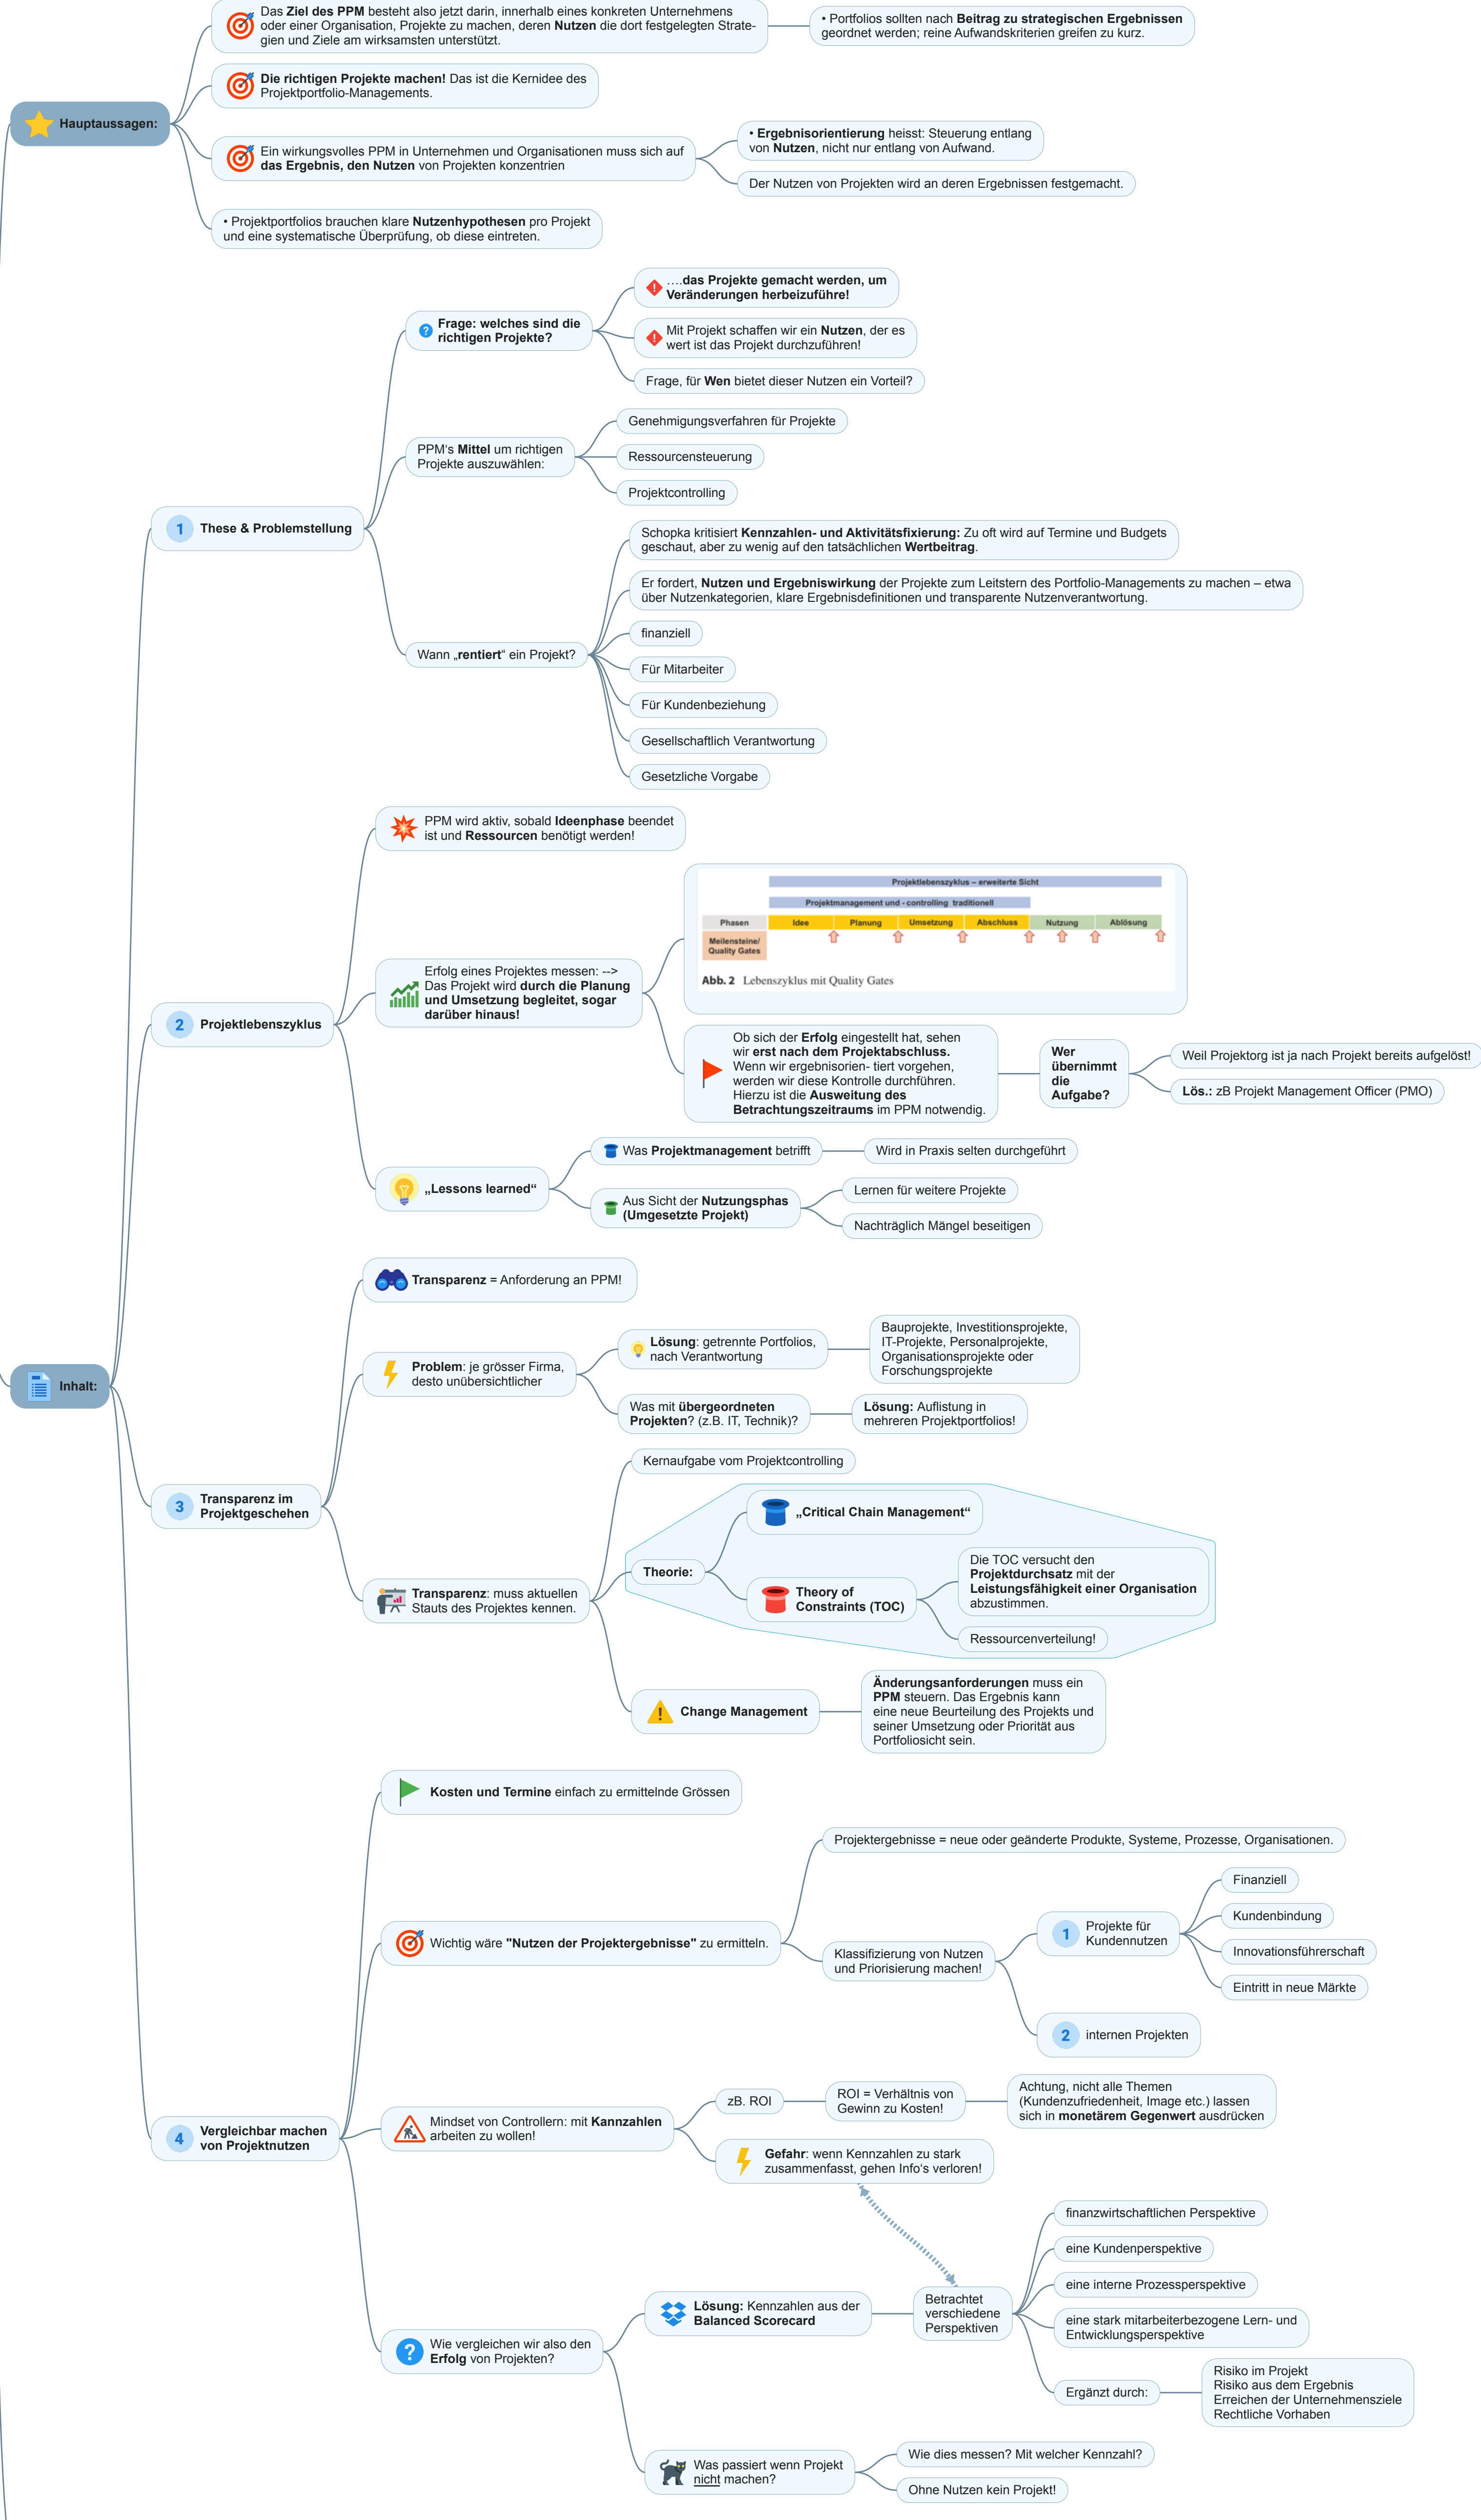 Hauptaussagen:
Das Ziel des PPM besteht also jetzt darin, innerhalb eines konkreten Unternehmens
oder einer Organisation, Projekte zu machen, deren Nutzen die dort festgelegten Strate-
gien und Ziele am wirksamsten unterstützt.
• Portfolios sollten nach Beitrag zu strategischen Ergebnissen
geordnet werden; reine Aufwandskriterien greifen zu kurz.
Die richtigen Projekte machen! Das ist die Kernidee des
Projektportfolio-Managements.
Ein wirkungsvolles PPM in Unternehmen und Organisationen muss sich auf
das Ergebnis, den Nutzen von Projekten konzentrien
• Ergebnisorientierung heisst: Steuerung entlang
von Nutzen, nicht nur entlang von Aufwand.
Der Nutzen von Projekten wird an deren Ergebnissen festgemacht.
• Projektportfolios brauchen klare Nutzenhypothesen pro Projekt
und eine systematische Überprüfung, ob diese eintreten.
Inhalt:
1 These & Problemstellung
? Frage: welches sind die
richtigen Projekte?
! ….das Projekte gemacht werden, um
Veränderungen herbeizuführe!
! Mit Projekt schaffen wir ein Nutzen, der es
wert ist das Projekt durchzuführen!
Frage, für Wen bietet dieser Nutzen ein Vorteil?
PPM‘s Mittel um richtigen
Projekte auszuwählen:
Genehmigungsverfahren für Projekte
Ressourcensteuerung
Projektcontrolling
Wann „rentiert“ ein Projekt?
Schopka kritisiert Kennzahlen- und Aktivitätsfixierung: Zu oft wird auf Termine und Budgets
geschaut, aber zu wenig auf den tatsächlichen Wertbeitrag.
Er fordert, Nutzen und Ergebniswirkung der Projekte zum Leitstern des Portfolio-Managements zu machen – etwa
über Nutzenkategorien, klare Ergebnisdefinitionen und transparente Nutzenverantwortung.
finanziell
Für Mitarbeiter
Für Kundenbeziehung
Gesellschaftlich Verantwortung
Gesetzliche Vorgabe
2 Projektlebenszyklus
PPM wird aktiv, sobald Ideenphase beendet
ist und Ressourcen benötigt werden!
Erfolg eines Projektes messen: -->
Das Projekt wird durch die Planung
und Umsetzung begleitet, sogar
darüber hinaus!
Projektlebenszyklus – erweiterte Sicht
Projektmanagement und - controlling traditionell
Phasen Idee Planung Umsetzung Abschluss Nutzung Ablösung
Meilensteine/
Quality Gates
Abb. 2 Lebenszyklus mit Quality Gates
Ob sich der Erfolg eingestellt hat, sehen
wir erst nach dem Projektabschluss.
Wenn wir ergebnisorien- tiert vorgehen,
werden wir diese Kontrolle durchführen.
Hierzu ist die Ausweitung des
Betrachtungszeitraums im PPM notwendig.
Wer
übernimmt
die
Aufgabe?
Weil Projektorg ist ja nach Projekt bereits aufgelöst!
Lös.: zB Projekt Management Officer (PMO)
„Lessons learned“
Was Projektmanagement betrifft
Wird in Praxis selten durchgeführt
Aus Sicht der Nutzungsphas
(Umgesetzte Projekt)
Lernen für weitere Projekte
Nachträglich Mängel beseitigen
3 Transparenz im
Projektgeschehen
Transparenz = Anforderung an PPM!
Problem: je grösser Firma,
desto unübersichtlicher
Lösung: getrennte Portfolios,
nach Verantwortung
Bauprojekte, Investitionsprojekte,
IT-Projekte, Personalprojekte,
Organisationsprojekte oder
Forschungsprojekte
Was mit übergeordneten
Projekten? (z.B. IT, Technik)?
Lösung: Auflistung in
mehreren Projektportfolios!
Transparenz: muss aktuellen
Stauts des Projektes kennen.
Kernaufgabe vom Projektcontrolling
Theorie:
„Critical Chain Management“
Theory of
Constraints (TOC)
Die TOC versucht den
Projektdurchsatz mit der
Leistungsfähigkeit einer Organisation
abzustimmen.
Ressourcenverteilung!
! Change Management
Änderungsanforderungen muss ein
PPM steuern. Das Ergebnis kann
eine neue Beurteilung des Projekts und
seiner Umsetzung oder Priorität aus
Portfoliosicht sein.
4 Vergleichbar machen
von Projektnutzen
Kosten und Termine einfach zu ermittelnde Grössen
Wichtig wäre "Nutzen der Projektergebnisse" zu ermitteln.
Projektergebnisse = neue oder geänderte Produkte, Systeme, Prozesse, Organisationen.
Klassifizierung von Nutzen
und Priorisierung machen!
1 Projekte für
Kundennutzen
Finanziell
Kundenbindung
Innovationsführerschaft
Eintritt in neue Märkte
2 internen Projekten
Mindset von Controllern: mit Kannzahlen
arbeiten zu wollen!
zB. ROI
ROI = Verhältnis von
Gewinn zu Kosten!
Achtung, nicht alle Themen
(Kundenzufriedenheit, Image etc.) lassen
sich in monetärem Gegenwert ausdrücken
Gefahr: wenn Kennzahlen zu stark
zusammenfasst, gehen Info‘s verloren!
? Wie vergleichen wir also den
Erfolg von Projekten?
Lösung: Kennzahlen aus der
Balanced Scorecard
Betrachtet
verschiedene
Perspektiven
finanzwirtschaftlichen Perspektive
eine Kundenperspektive
eine interne Prozessperspektive
eine stark mitarbeiterbezogene Lern- und
Entwicklungsperspektive
Ergänzt durch:
Risiko im Projekt
Risiko aus dem Ergebnis
Erreichen der Unternehmensziele
Rechtliche Vorhaben
Was passiert wenn Projekt
nicht machen?
Wie dies messen? Mit welcher Kennzahl?
Ohne Nutzen kein Projekt!